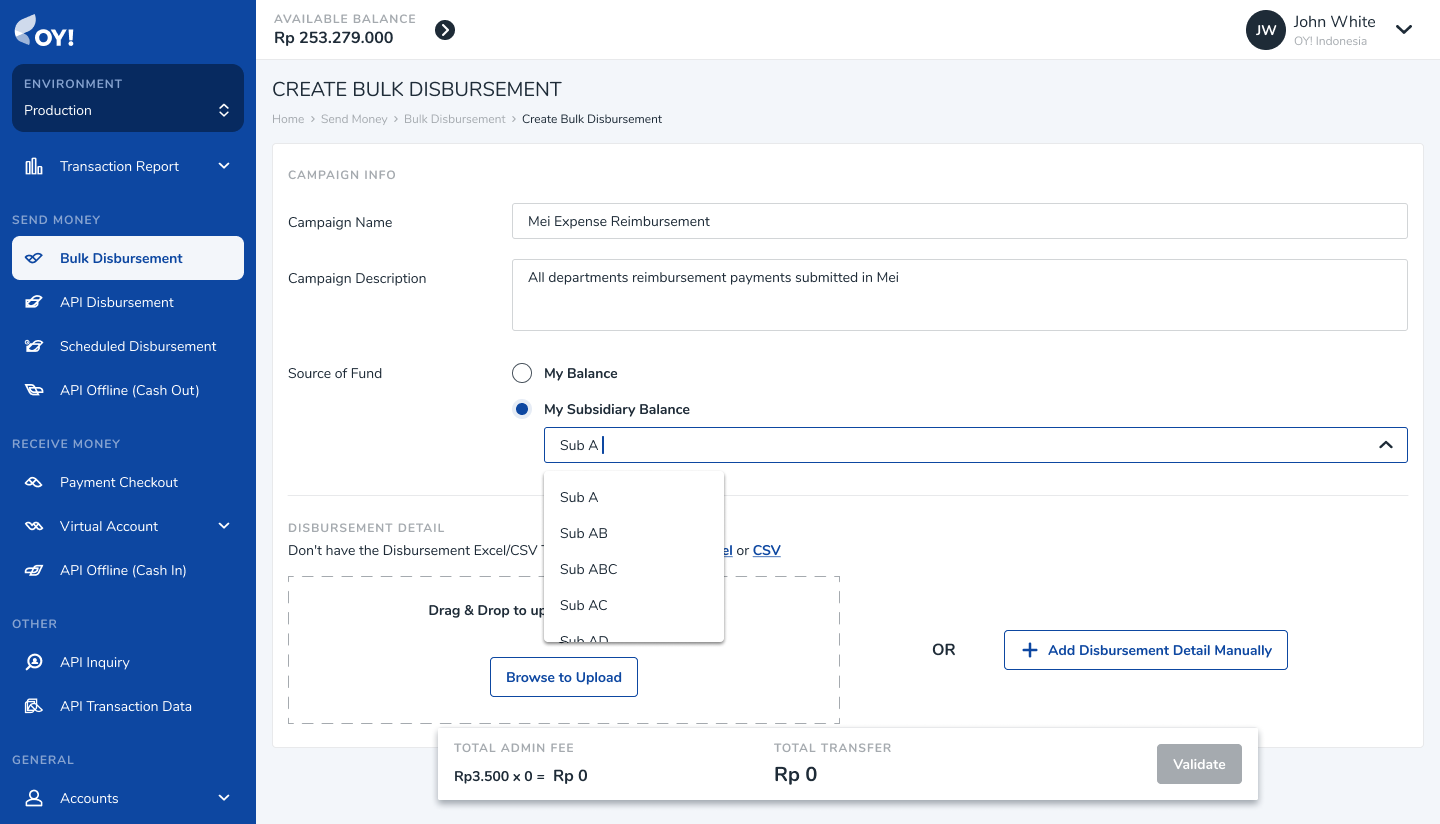 OY!
ENVIRONMENT
Production
Transaction Report
SEND MONEY
Bulk Disbursement
API Disbursement
Scheduled Disbursement
API Offline (Cash Out)
RECEIVE MONEY
Payment Checkout
Virtual Account
API Offline (Cash In)
OTHER
API Inquiry
API Transaction Data
GENERAL
Accounts
AVAILABLE BALANCE
Rp 253.279.000
JW
John White
OY! Indonesia
CREATE BULK DISBURSEMENT
Home > Send Money > Bulk Disbursement > Create Bulk Disbursement
CAMPAIGN INFO
Campaign Name
Mei Expense Reimbursement
Campaign Description
All departments reimbursement payments submitted in Mei
Source of Fund
My Balance
My Subsidiary Balance
Sub A
Sub A
Sub AB
Sub ABC
Sub AC
Sub AD
DISBURSEMENT DETAIL
Don't have the Disbursement Excel/CSV el or CSV
Drag & Drop to up
Browse to Upload
OR
Add Disbursement Detail Manually
TOTAL ADMIN FEE
Rp3.500 x 0 = Rp 0
TOTAL TRANSFER
Rp 0
Validate